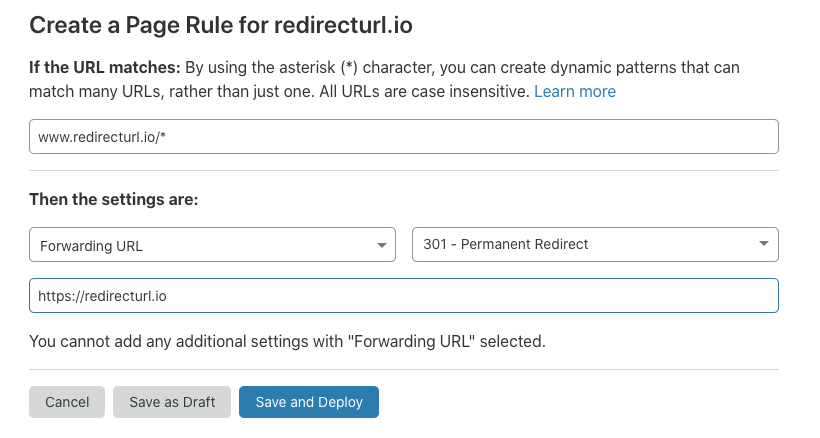 Create a Page Rule for redirecturl.io
If the URL matches: By using the asterisk (*) character, you can create dynamic patterns that can
match many URLs, rather than just one. All URLs are case insensitive. Learn more
www.redirecturl.io/*
Then the settings are:
Forwarding URL
301 - Permanent Redirect
https://redirecturl.io
You cannot add any additional settings with "Forwarding URL" selected.
Cancel
Save as Draft
Save and Deploy